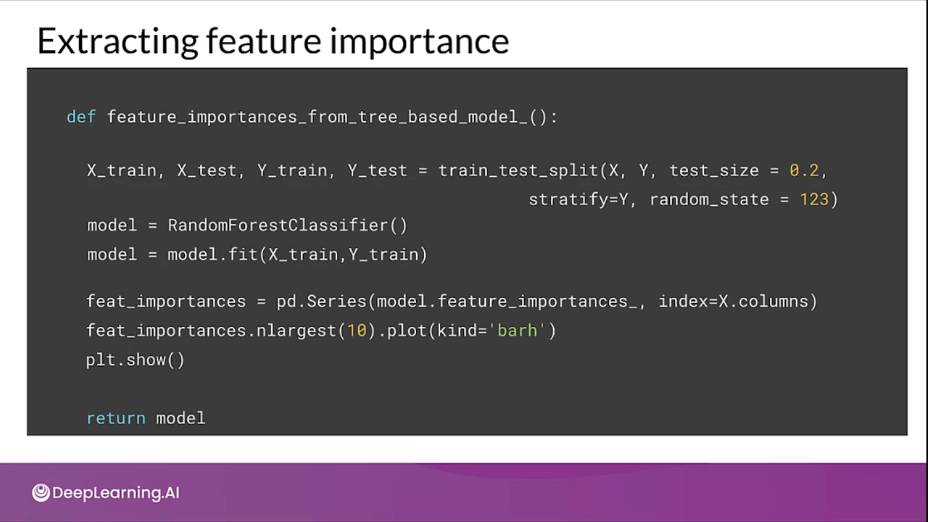 Extracting feature importance
def feature_importances_from_tree_based_model_():
X_train, X_test, Y_train, Y_test = train_test_split(X, Y, test_size = 0.2,
stratify=Y, random_state = 123)
model = RandomForestClassifier()
model = model.fit(X_train,Y_train)
feat_importances = pd.Series(model.feature_importances_, index=X.columns)
feat_importances.nlargest(10).plot(kind='barh')
plt.show()
return model
DeepLearning.AI